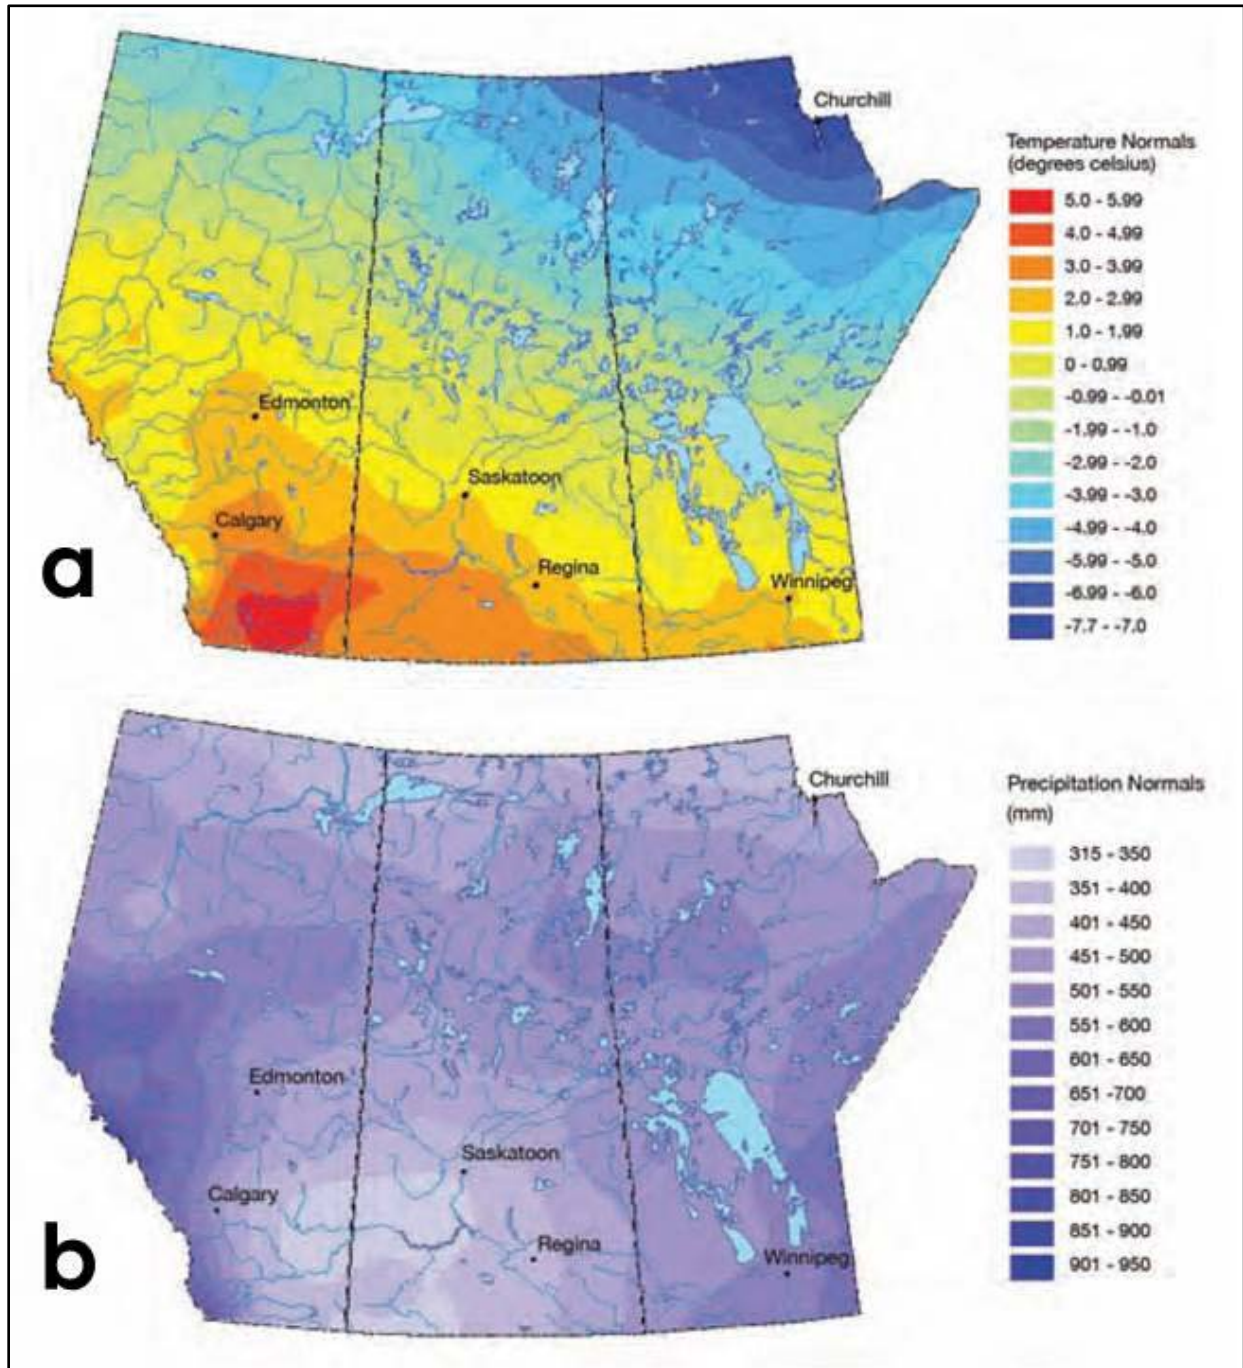 Churchill
Temperature Normals
(degrees celsius)
5.0 - 5.99
4.0 - 4.99
3.0 - 3.99
2.0 - 2.99
1.0 - 1.99
0 - 0.99
-0.99 - -0.01
-1.99 - -1.0
-2.99 - -2.0
-3.99 - -3.0
-4.99 - -4.0
-5.99 - -5.0
-6.99 - -6.0
-7.7 - -7.0
Edmonton
Saskatoon
Calgary
Regina
Winnipeg
a
Churchill
Precipitation Normals
(mm)
315 - 350
351 - 400
401 - 450
451 - 500
501 - 550
551 - 600
601 - 650
651 -700
701 - 750
751 - 800
801 - 850
851 - 900
901 - 950
Edmonton
Saskatoon
Calgary
Regina
Winnipeg
b